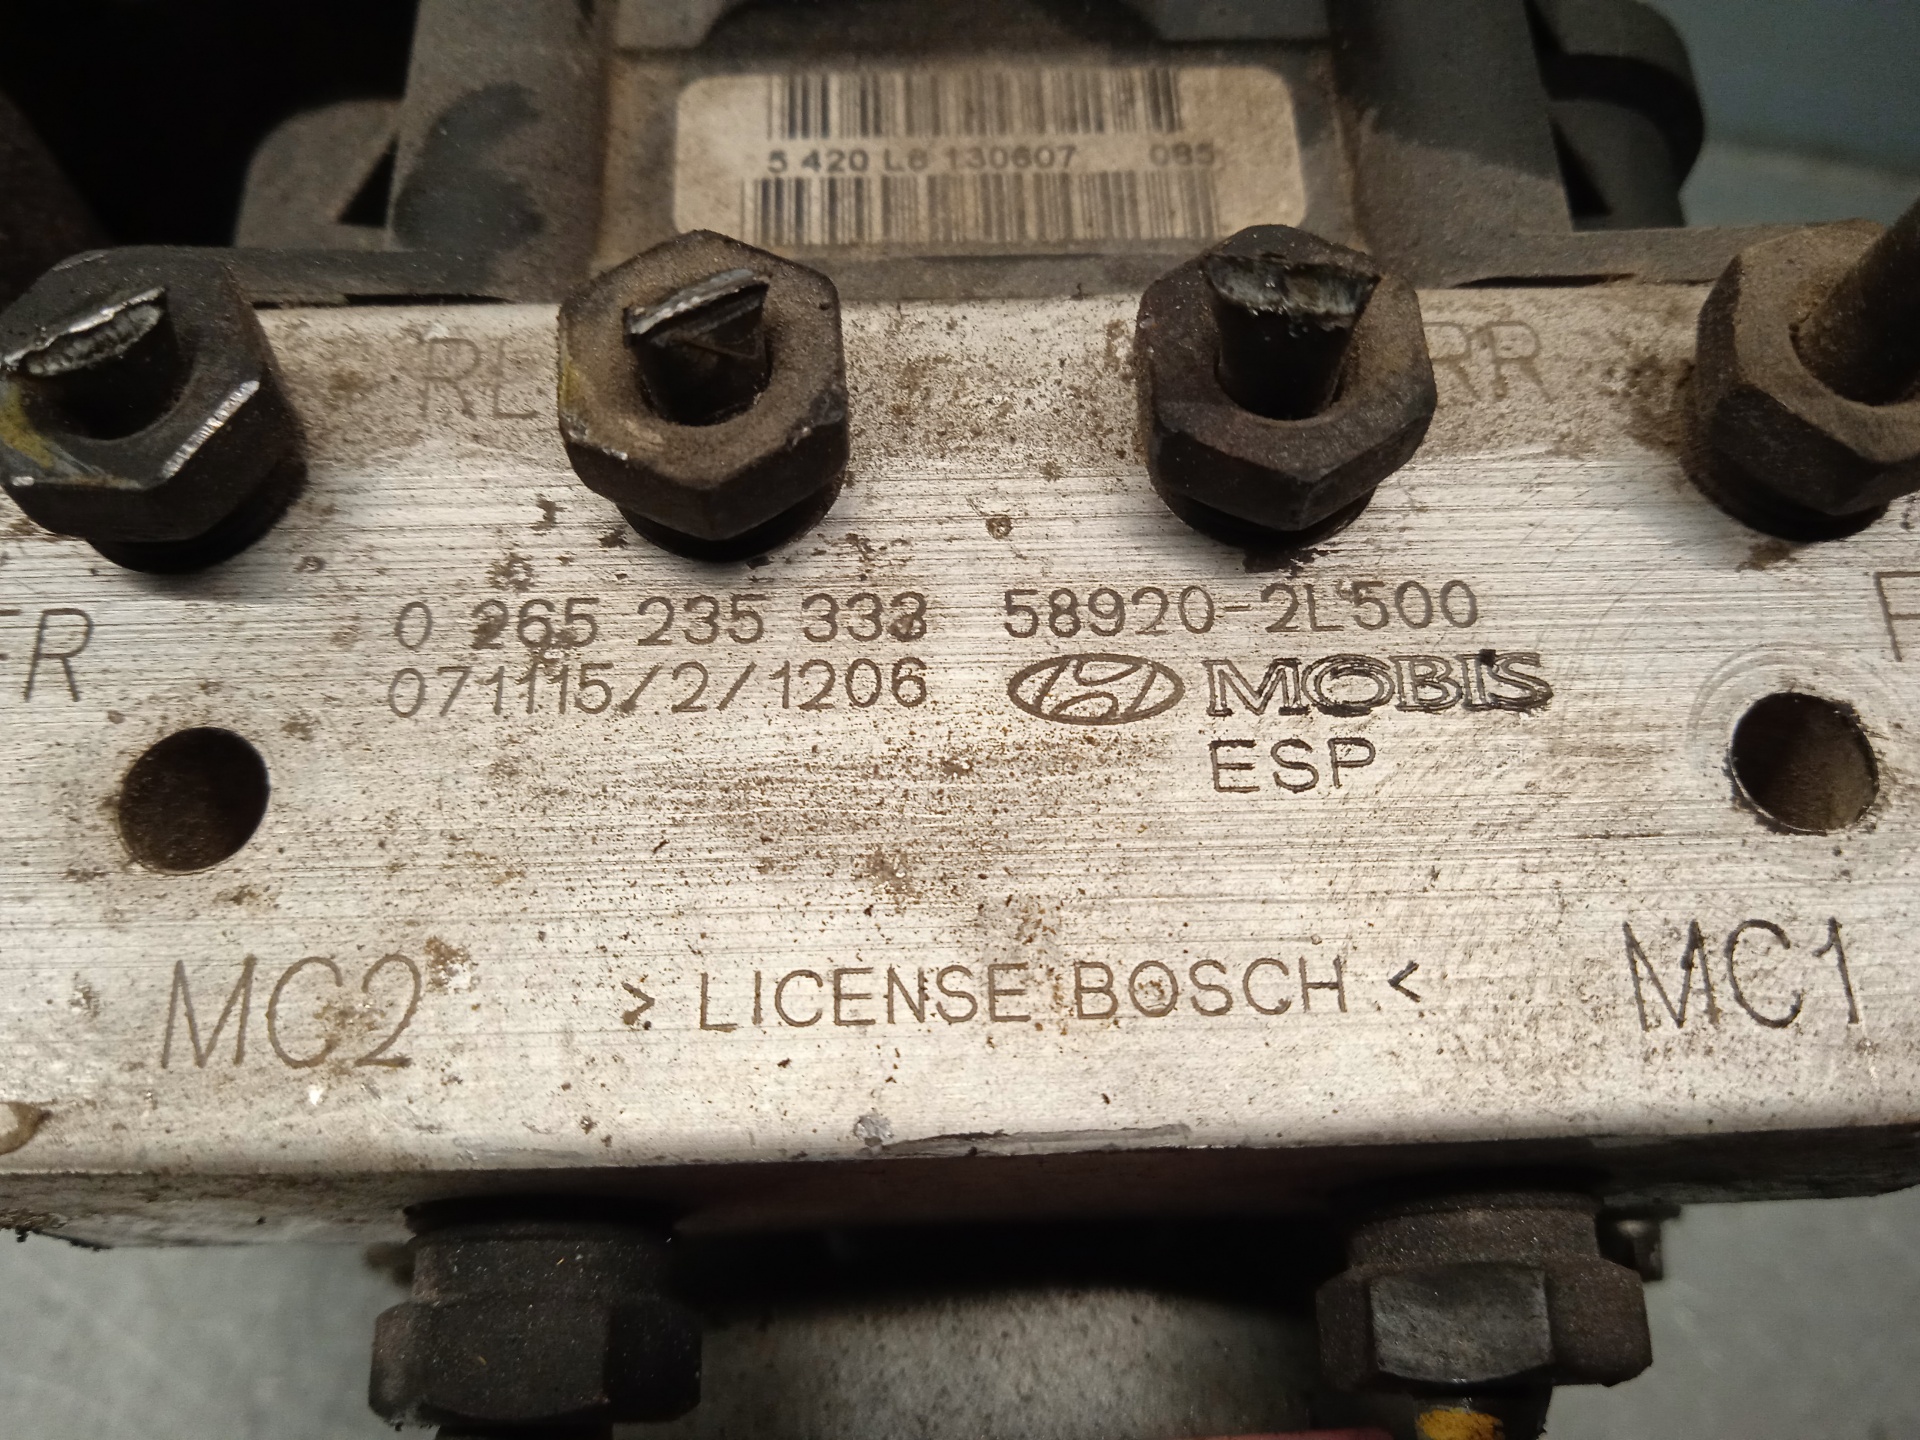 5 420 L8 130607 085
RL
RR
0 265 235 333 58920-2L500
FR
071115/2/1206 MOBIS
ESP
MC2 > LICENSE BOSCH < MC1